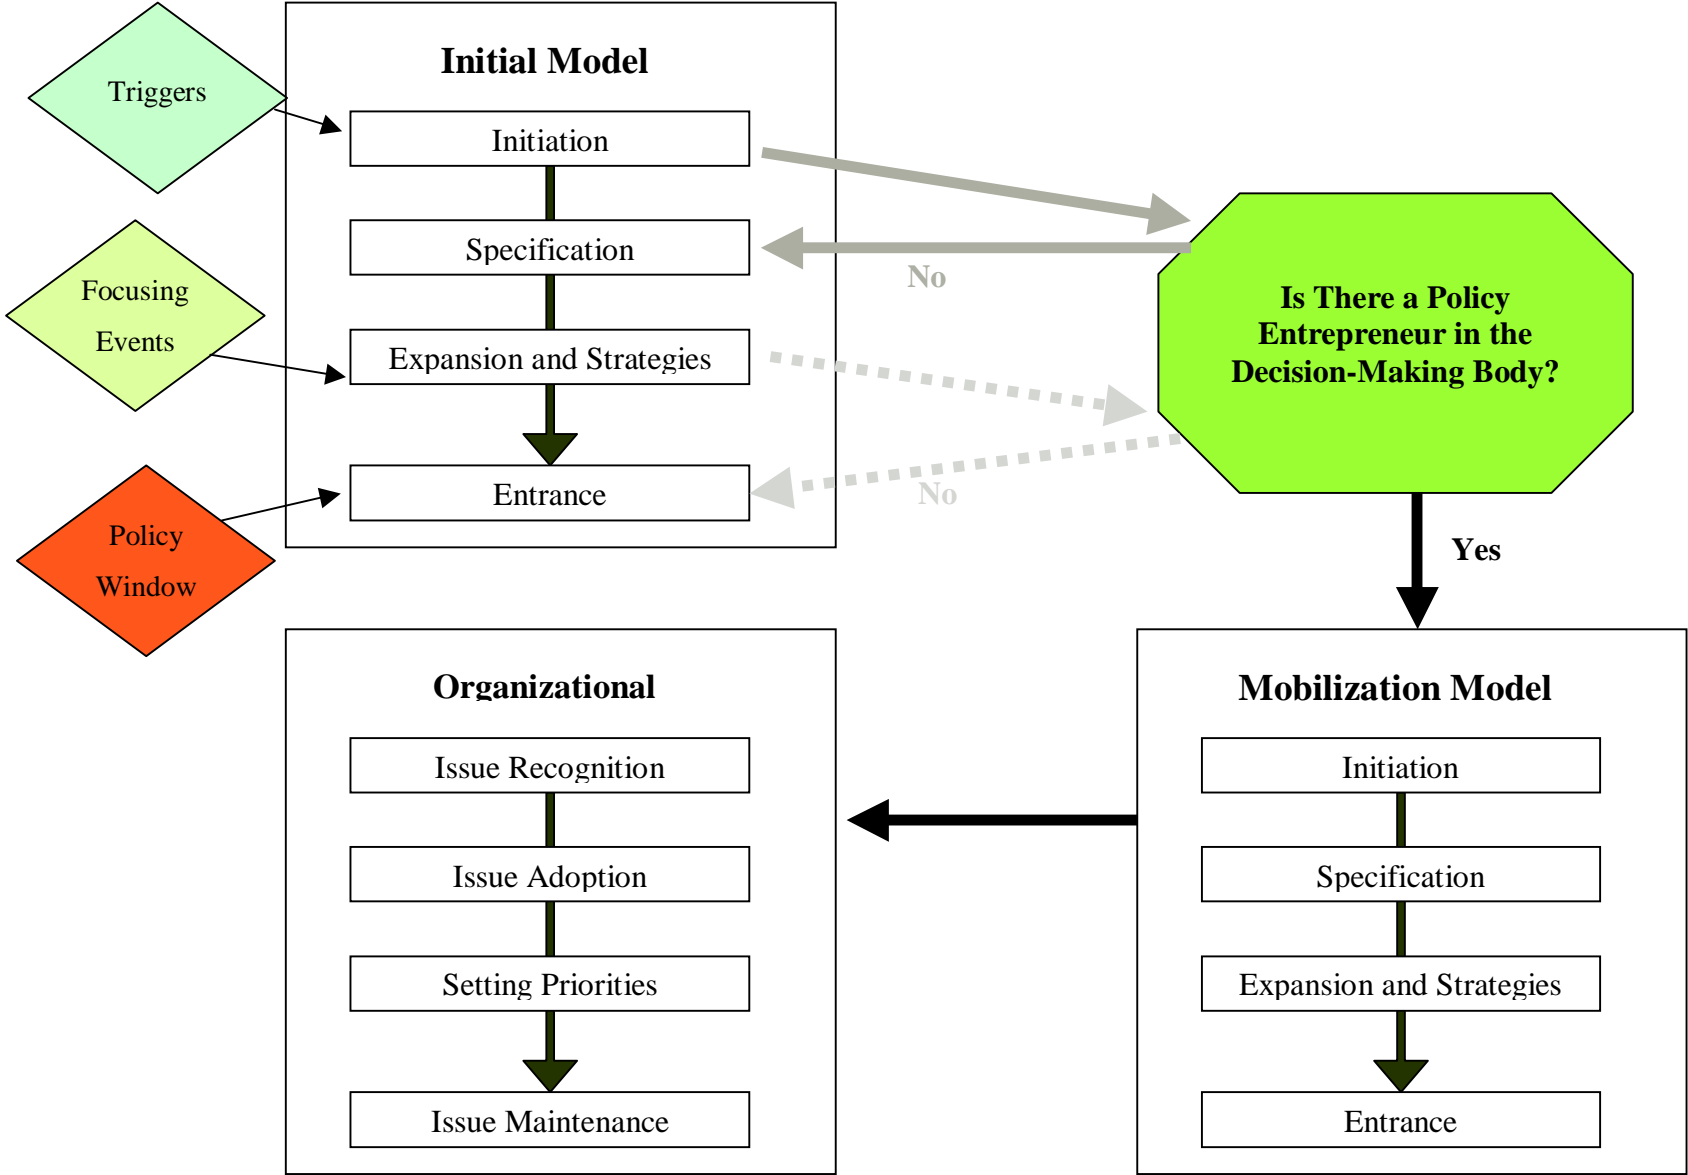 Initial Model
Triggers
Initiation
Specification
No
Focusing
Events
Expansion and Strategies
Is There a Policy
Entrepreneur in the
Decision-Making Body?
Entrance
No
Policy
Window
Yes
Organizational
Issue Recognition
Issue Adoption
Setting Priorities
Issue Maintenance
Mobilization Model
Initiation
Specification
Expansion and Strategies
Entrance